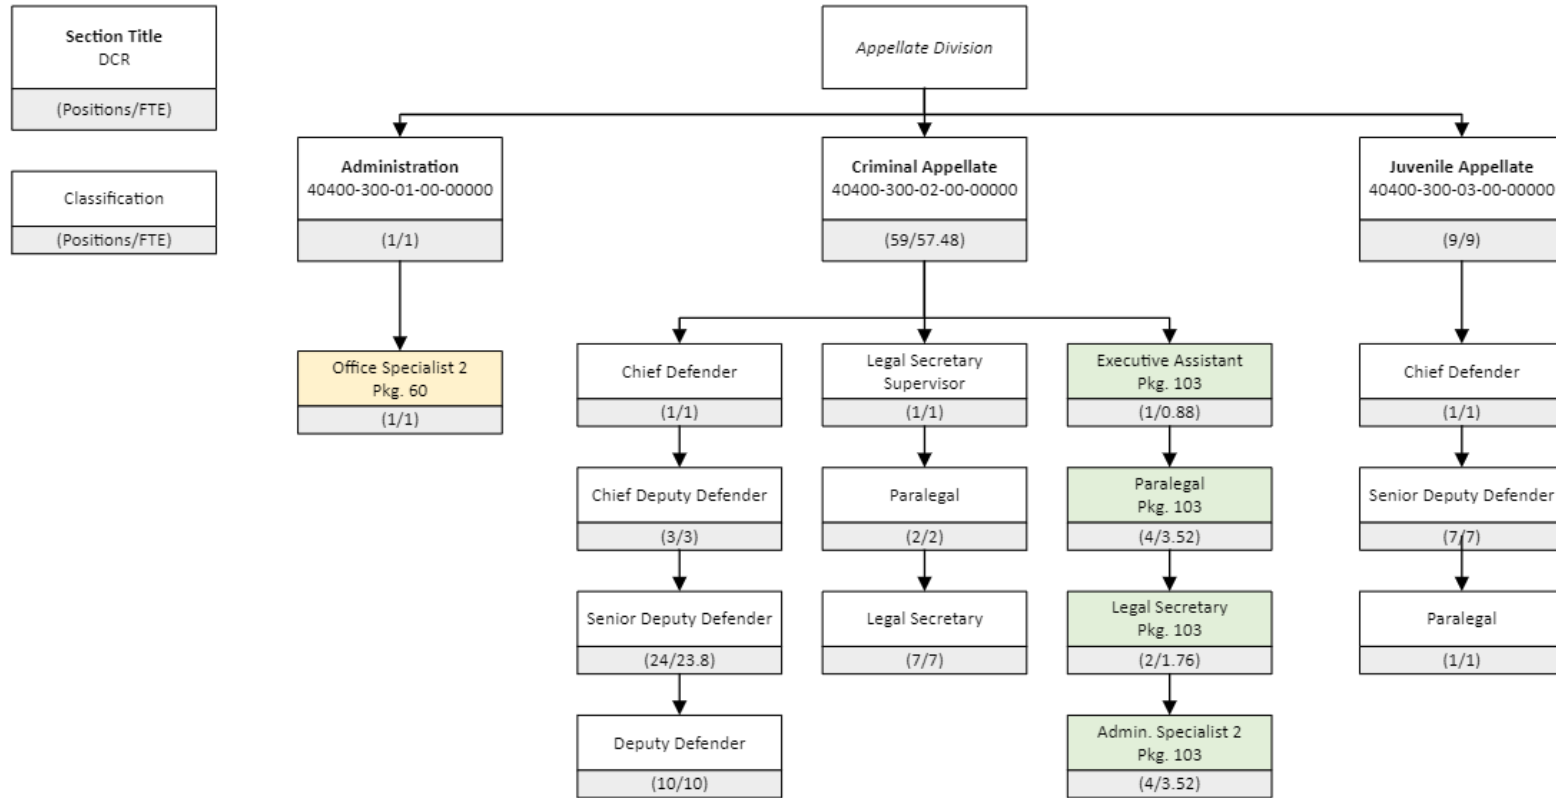 Section Title
DCR
(Positions/FTE)
Classification
(Positions/FTE)
Appellate Division
Administration
40400-300-01-00-00000
(1/1)
Office Specialist 2
Pkg. 60
(1/1)
Criminal Appellate
40400-300-02-00-00000
(59/57.48)
Chief Defender
(1/1)
Chief Deputy Defender
(3/3)
Senior Deputy Defender
(24/23.8)
Deputy Defender
(10/10)
Legal Secretary
Supervisor
(1/1)
Paralegal
(2/2)
Legal Secretary
(7/7)
Executive Assistant
Pkg. 103
(1/0.88)
Paralegal
Pkg. 103
(4/3.52)
Legal Secretary
Pkg. 103
(2/1.76)
Admin. Specialist 2
Pkg. 103
(4/3.52)
Juvenile Appellate
40400-300-03-00-00000
(9/9)
Chief Defender
(1/1)
Senior Deputy Defender
(7/7)
Paralegal
(1/1)